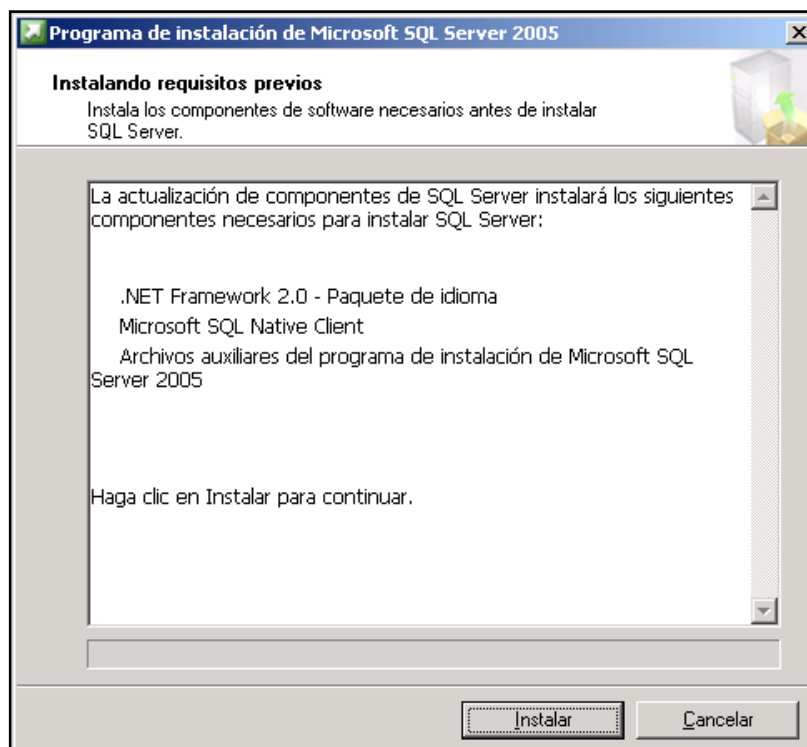 Programa de instalación de Microsoft SQL Server 2005
Instalando requisitos previos
Instala los componentes de software necesarios antes de instalar
SQL Server.
La actualización de componentes de SQL Server instalará los siguientes
componentes necesarios para instalar SQL Server:
.NET Framework 2.0 - Paquete de idioma
Microsoft SQL Native Client
Archivos auxiliares del programa de instalación de Microsoft SQL
Server 2005
Haga clic en Instalar para continuar.
Instalar
Cancelar